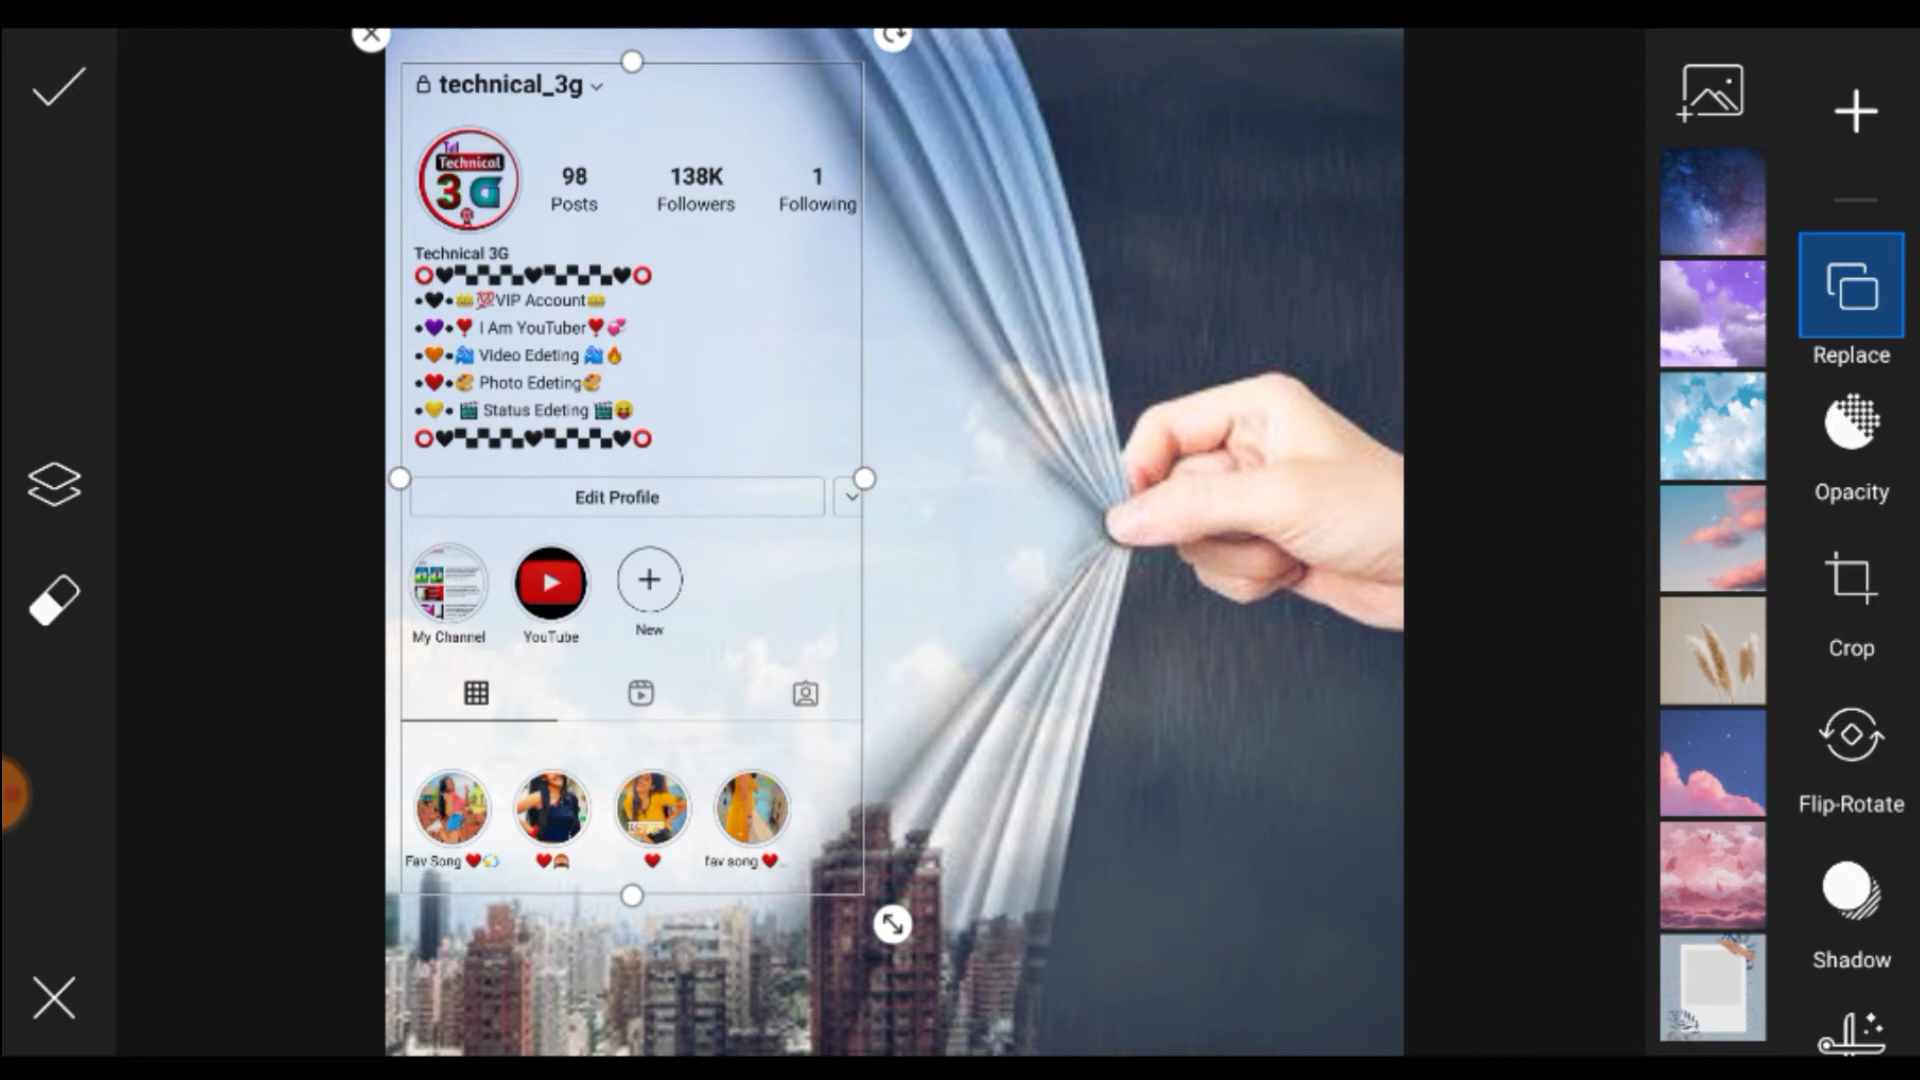 technical_3g
Technical
3G
98
Posts
138K
Followers
1
Following
Technical 3G
⭕🖤▀▄▀▄▀▄🖤▀▄▀▄▀▄🖤⭕
•🖤•👑💯VIP Account👑
•💜•❣️ I Am YouTuber❣️💞
•🧡•🎦 Video Edeting 🎦🔥
•❤️•🎨 Photo Edeting🎨
•💛• 🎬 Status Edeting 🎬😝
⭕🖤▀▄▀▄▀▄🖤▀▄▀▄▀▄🖤⭕
Edit Profile
My Channel
YouTube
New
Fav Song ❤️💫
❤️🙈
❤️
fav song ❤️...
Replace
Opacity
Crop
Flip-Rotate
Shadow